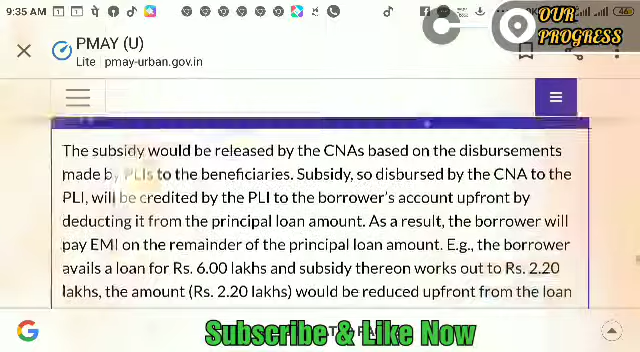 9:35 AM
46
OUR
PROGRESS
PMAY (U)
Lite | pmay-urban.gov.in
The subsidy would be released by the CNAs based on the disbursements
made by PLIs to the beneficiaries. Subsidy, so disbursed by the CNA to the
PLI, will be credited by the PLI to the borrower's account upfront by
deducting it from the principal loan amount. As a result, the borrower will
pay EMI on the remainder of the principal loan amount. E.g., the borrower
avails a loan for Rs. 6.00 lakhs and subsidy thereon works out to Rs. 2.20
lakhs, the amount (Rs. 2.20 lakhs) would be reduced upfront from the loan
Subscribe & Like Now